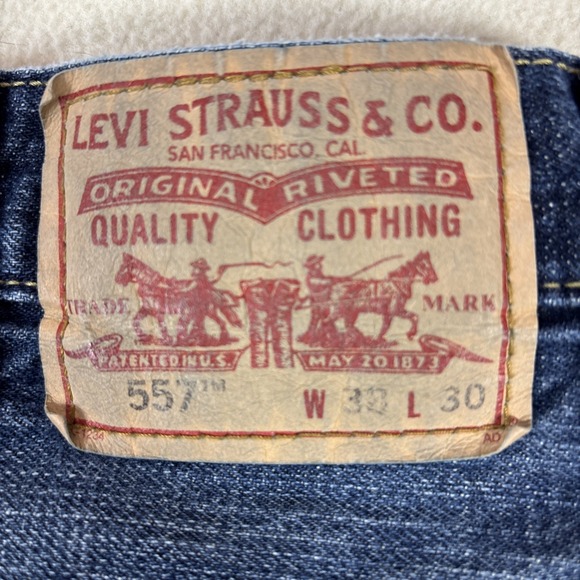 LEVI STRAUSS & CO.
SAN FRANCISCO. CAL.
ORIGINAL RIVETED
QUALITY CLOTHING
TRADE MARK
PATENTED IN U.S. MAY 20 1873
557™ W L 30
AD